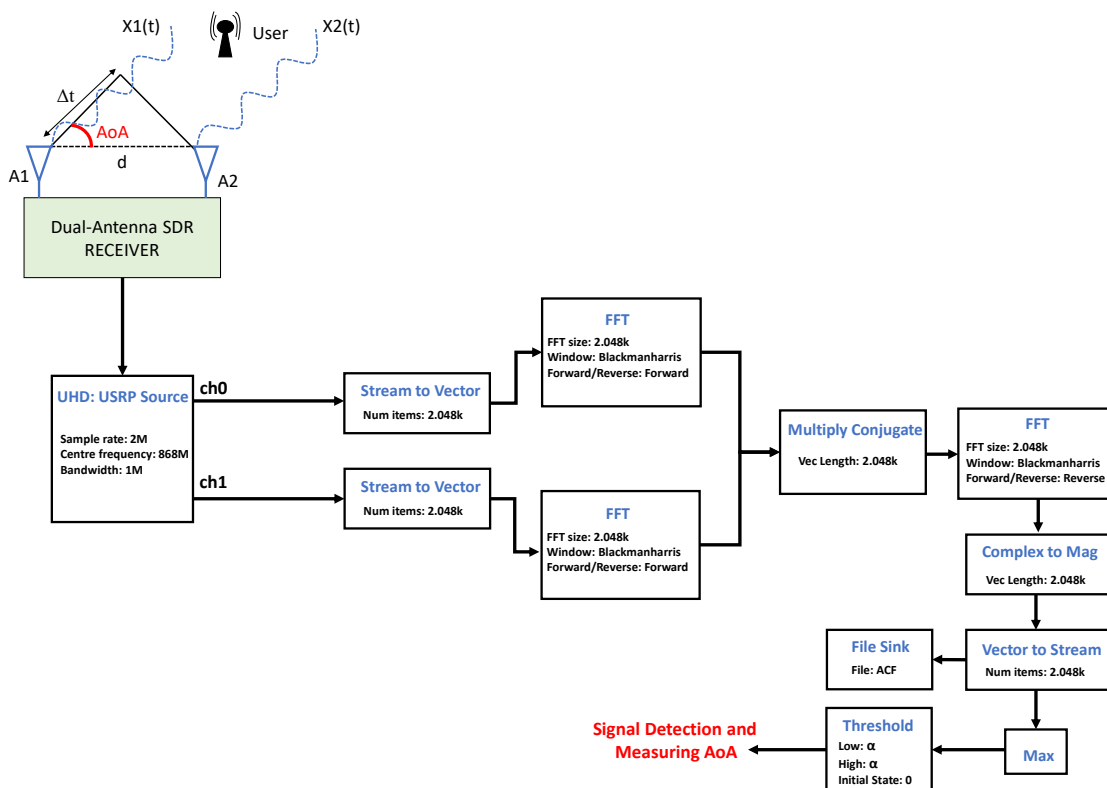 X1(t)
User
X2(t)
Δt
AoA
d
A1
A2
Dual-Antenna SDR
RECEIVER
UHD: USRP Source
Sample rate: 2M
Centre frequency: 868M
Bandwidth: 1M
ch0
ch1
Stream to Vector
Num items: 2.048k
Stream to Vector
Num items: 2.048k
FFT
FFT size: 2.048k
Window: Blackmanharris
Forward/Reverse: Forward
FFT
FFT size: 2.048k
Window: Blackmanharris
Forward/Reverse: Forward
Multiply Conjugate
Vec Length: 2.048k
FFT
FFT size: 2.048k
Window: Blackmanharris
Forward/Reverse: Reverse
Complex to Mag
Vec Length: 2.048k
Vector to Stream
Num items: 2.048k
File Sink
File: ACF
Max
Threshold
Low: α
High: α
Initial State: 0
Signal Detection and
Measuring AoA